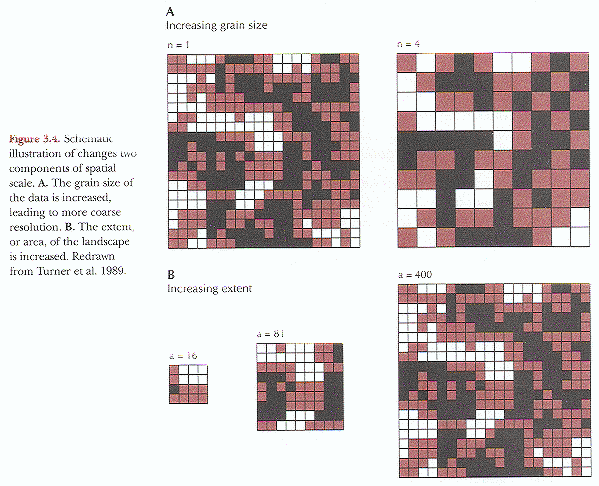 A
Increasing grain size
n = 1
n = 4
Figure 3.4. Schematic
illustration of changes two
components of spatial
scale. A. The grain size of
the data is increased,
leading to more coarse
resolution. B. The extent,
or area, of the landscape
is increased. Redrawn
from Turner et al. 1989.
B
Increasing extent
a = 16
a = 81
a = 400